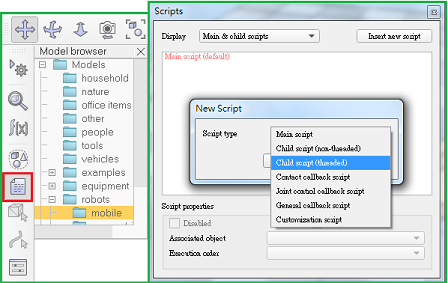 Model browser
Models
household
nature
office items
other
people
tools
vehicles
examples
equipment
robots
mobile
f(x)
Scripts
Display
Main & child scripts
Insert new script
Main script (default)
New Script
Script type
Main script
Child script (non-threaded)
Child script (threaded)
Contact callback script
Joint control callback script
General callback script
Customization script
Script properties
Disabled
Associated object
Execution order